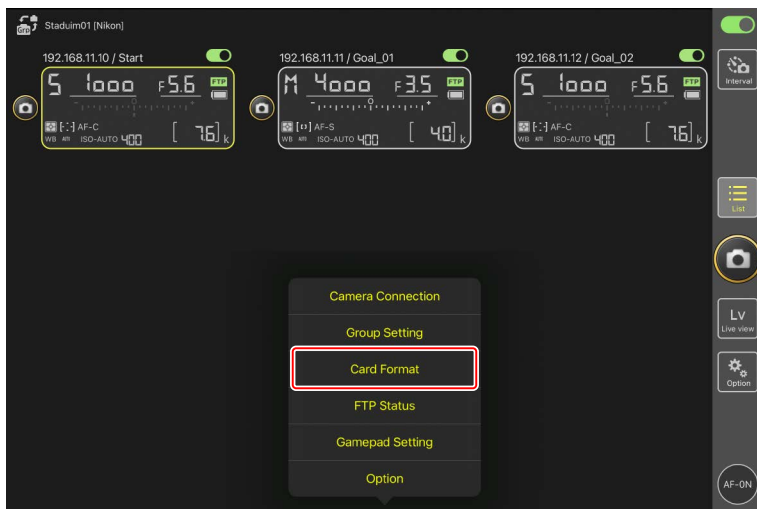 Grp Staduim01 [Nikon]
192.168.11.10 / Start
S 1000 F5.6 FTP
AF-C
WB ISO-AUTO 400 [ 7.6] k
192.168.11.11 / Goal_01
M 4000 F3.5 FTP
AF-S
WB ISO-AUTO 400 [ 4.0] k
192.168.11.12 / Goal_02
S 1000 F5.6 FTP
AF-C
WB ISO-AUTO 400 [ 7.6] k
Interval
List
Camera Connection
Group Setting
Card Format
FTP Status
Gamepad Setting
Option
Lv
Live view
Option
AF-ON